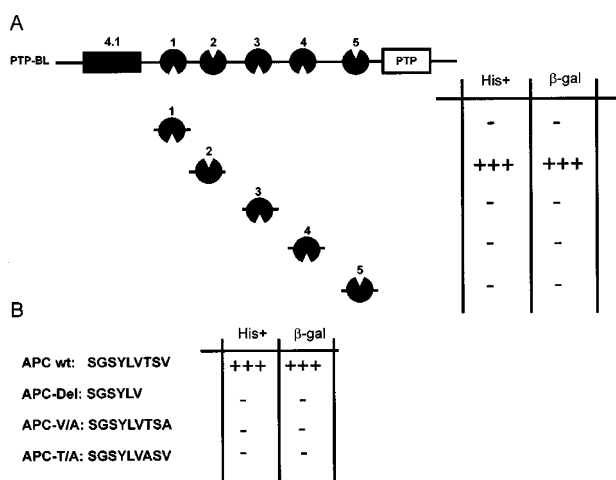 A
4.1 1 2 3 4 5
PTP-BL PTP
His+ β-gal
1 - -
2 +++ +++
3 - -
4 - -
5 - -
B
His+ β-gal
APC wt: SGSYLVTSV +++ +++
APC-Del: SGSYLV - -
APC-V/A: SGSYLVTSA - -
APC-T/A: SGSYLVASV - -